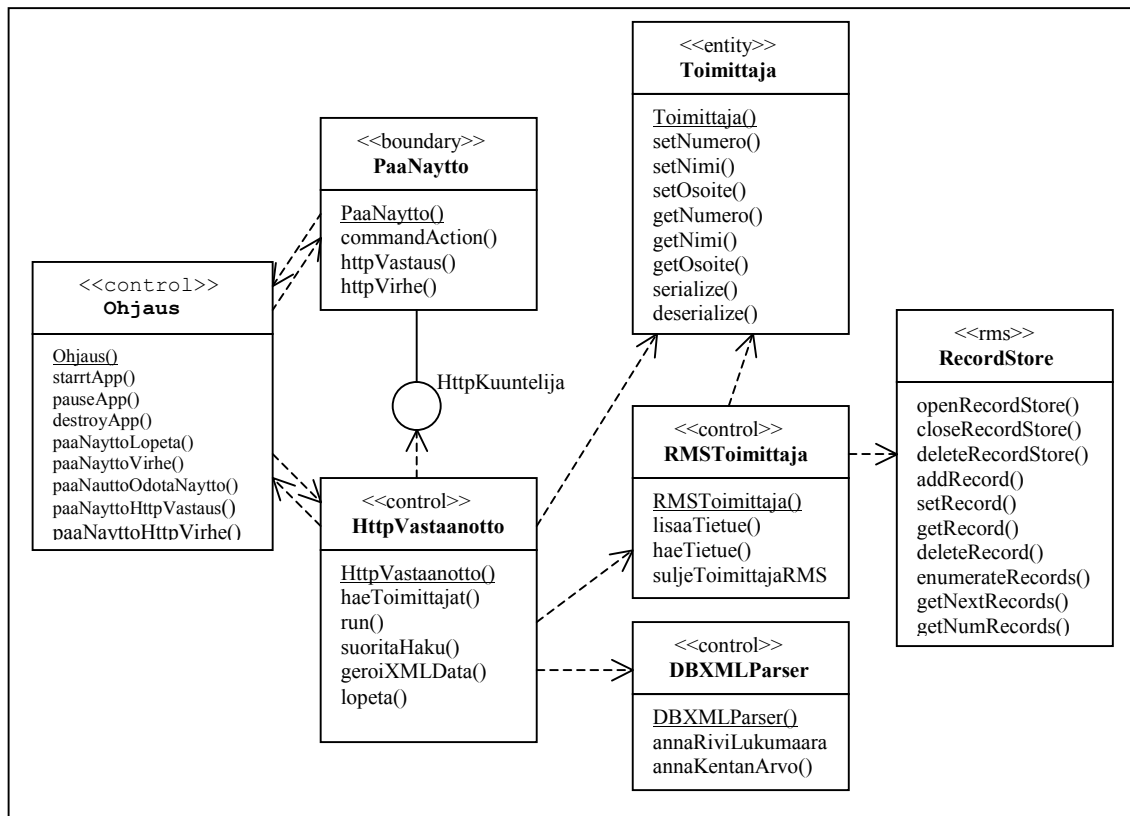 <<control>>
Ohjaus
Ohjaus()
starrtApp()
pauseApp()
destroyApp()
paaNayttoLopeta()
paaNayttoVirhe()
paaNauttoOdotaNaytto()
paaNayttoHttpVastaus()
paaNayttoHttpVirhe()
<<boundary>>
PaaNaytto
PaaNaytto()
commandAction()
httpVastaus()
httpVirhe()
HttpKuuntelija
<<control>>
HttpVastaanotto
HttpVastaanotto()
haeToimittajat()
run()
suoritaHaku()
geroiXMLData()
lopeta()
<<entity>>
Toimittaja
Toimittaja()
setNumero()
setNimi()
setOsoite()
getNumero()
getNimi()
getOsoite()
serialize()
deserialize()
<<control>>
RMSToimittaja
RMSToimittaja()
lisaaTietue()
haeTietue()
suljeToimittajaRMS
<<control>>
DBXMLParser
DBXMLParser()
annaRiviLukumaara
annaKentanArvo()
<<rms>>
RecordStore
openRecordStore()
closeRecordStore()
deleteRecordStore()
addRecord()
setRecord()
getRecord()
deleteRecord()
enumerateRecords()
getNextRecords()
getNumRecords()